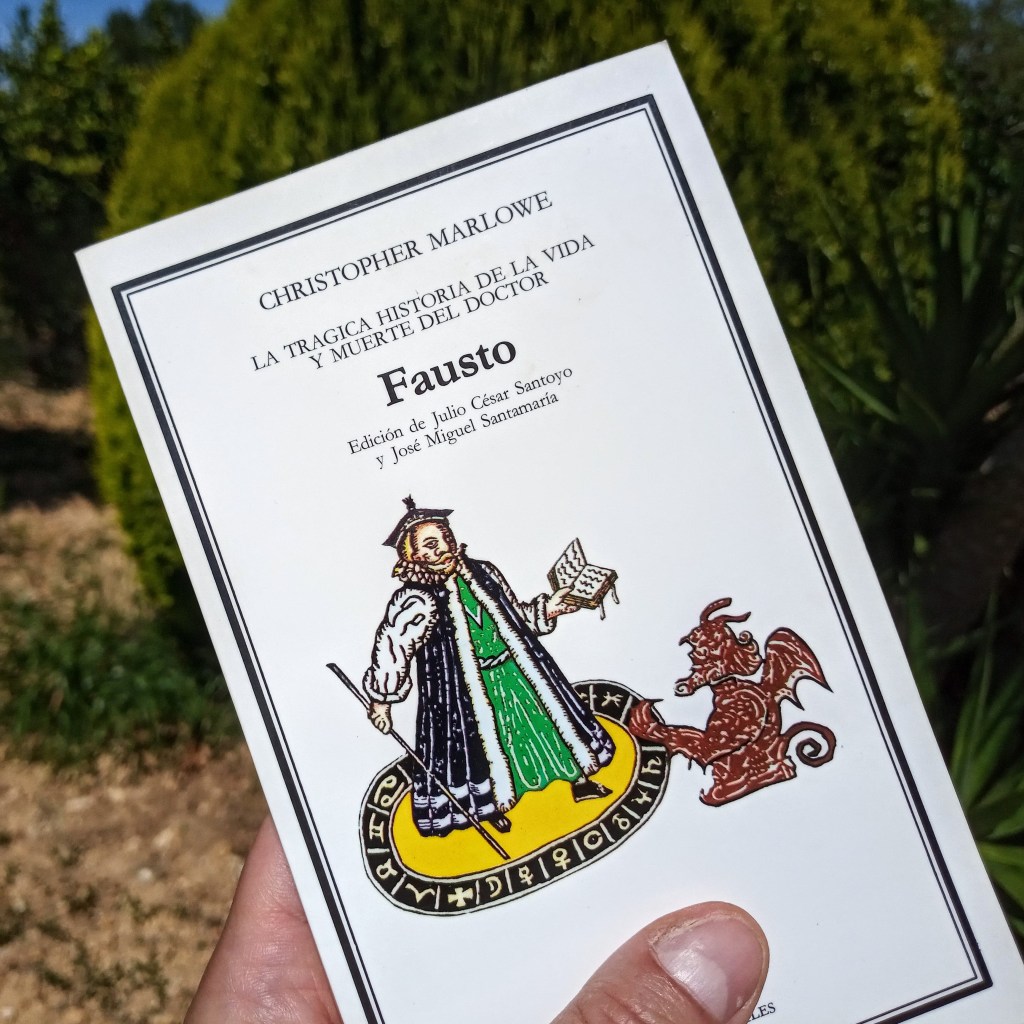 CHRISTOPHER MARLOWE
LA TRAGICA HISTORIA DE LA VIDA
Y MUERTE DEL DOCTOR
Fausto
Edición de Julio César Santoyo
y José Miguel Santamaría